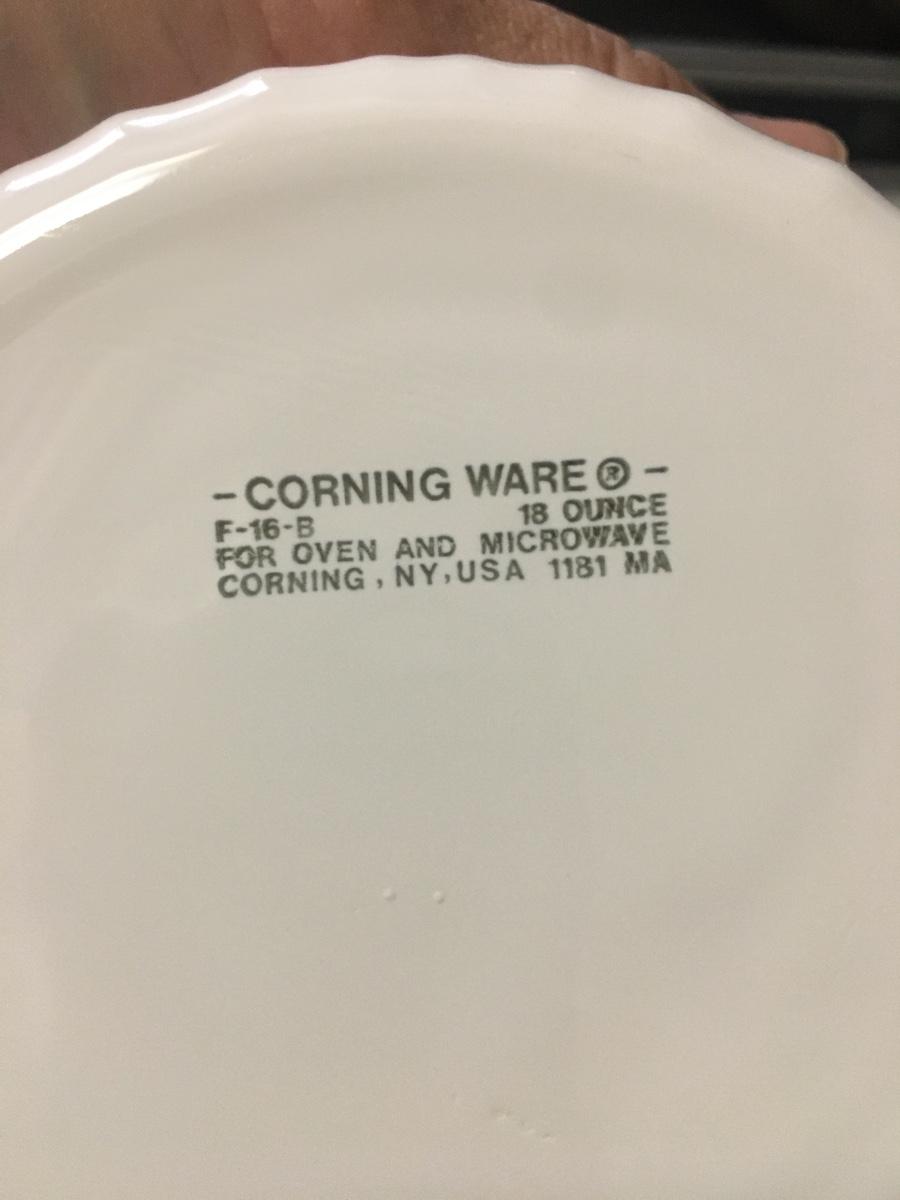 - CORNING WARE ® -
F-16-B 18 OUNCE
FOR OVEN AND MICROWAVE
CORNING, NY, USA 1181 MA